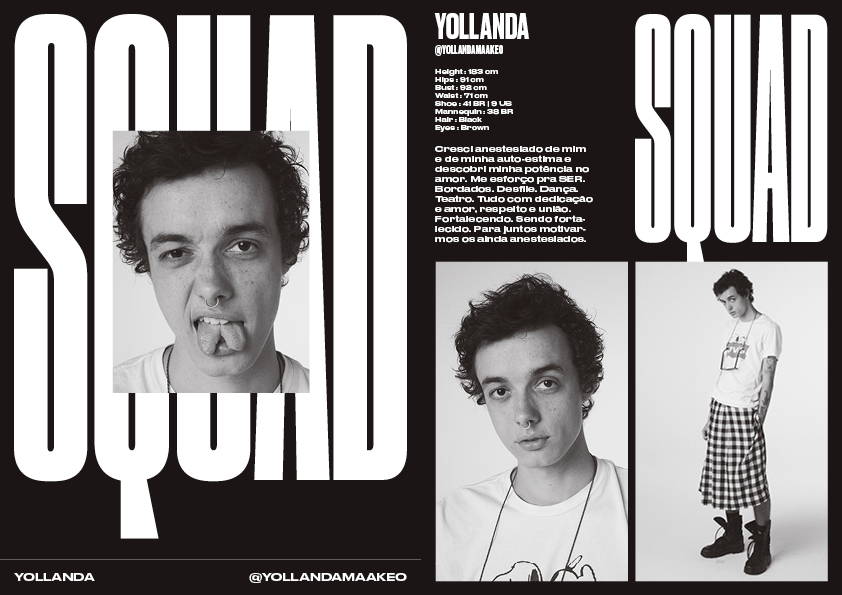 SQUAD
YOLLANDA
@YOLLANDAMAAKEO
YOLLANDA
@YOLLANDAMAAKEO
Height : 183 cm
Hips : 91 cm
Bust : 92 cm
Waist : 71 cm
Shoe : 41 BR | 9 US
Mannequin : 38 BR
Hair : Black
Eyes : Brown
Cresci anestesiado de mim
e de minha auto-estima e
descobri minha potência no
amor. Me esforço pra SER.
Bordados. Desfile. Dança.
Teatro. Tudo com dedicação
e amor, respeito e união.
Fortalecendo. Sendo forta-
lecido. Para juntos motivar-
mos os ainda anestesiados.
SQUAD